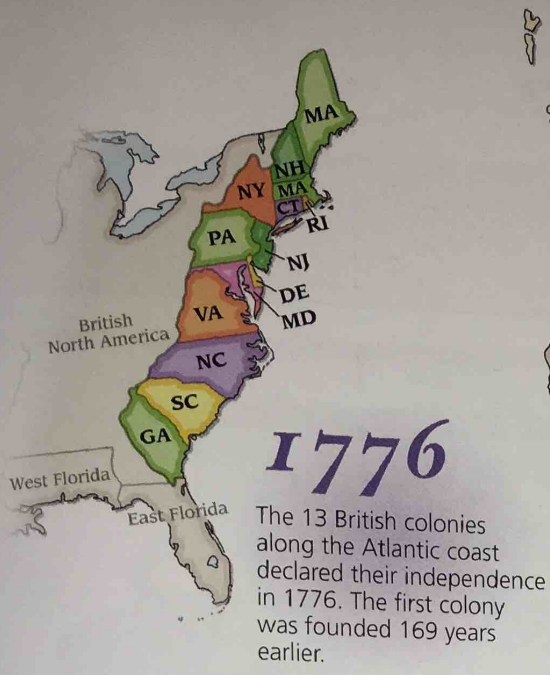 MA
NH
NY
MA
CT
RI
PA
NJ
DE
MD
VA
British
North America
NC
SC
GA
West Florida
East Florida
1776
The 13 British colonies
along the Atlantic coast
declared their independence
in 1776. The first colony
was founded 169 years
earlier.